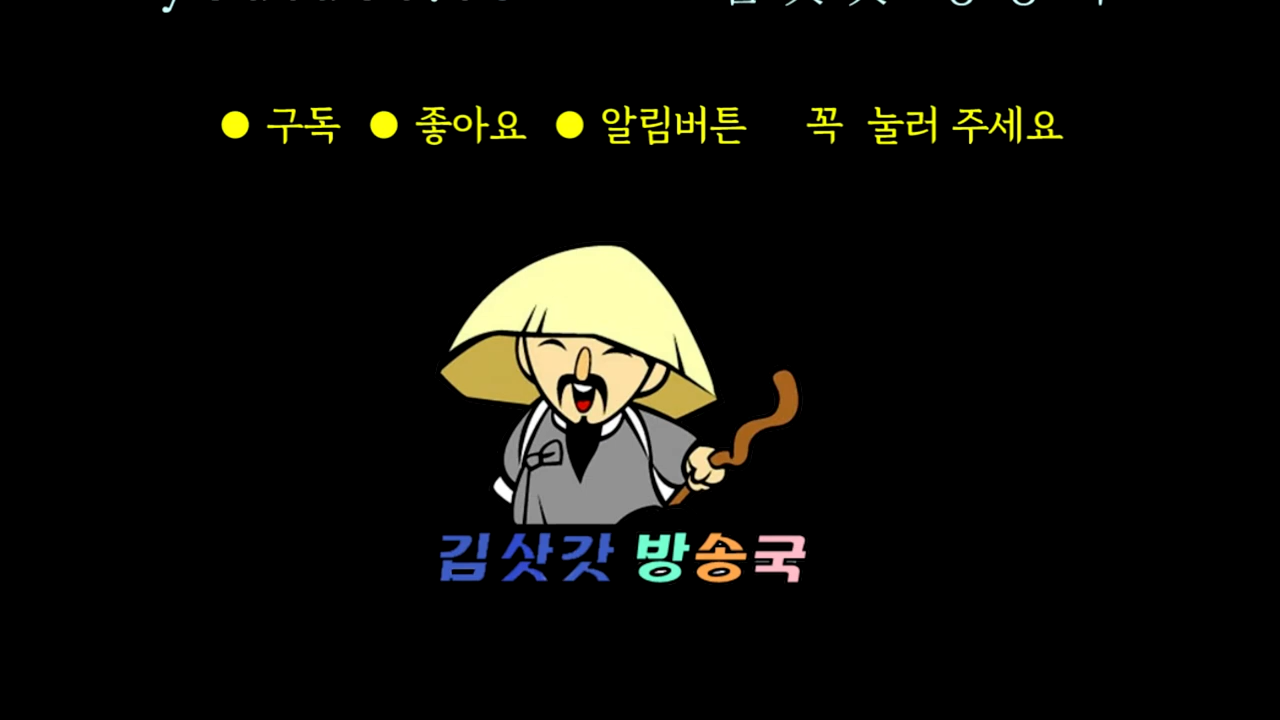 ● 구독 ● 좋아요 ● 알림버튼 꼭 눌러 주세요
김삿갓 방송국